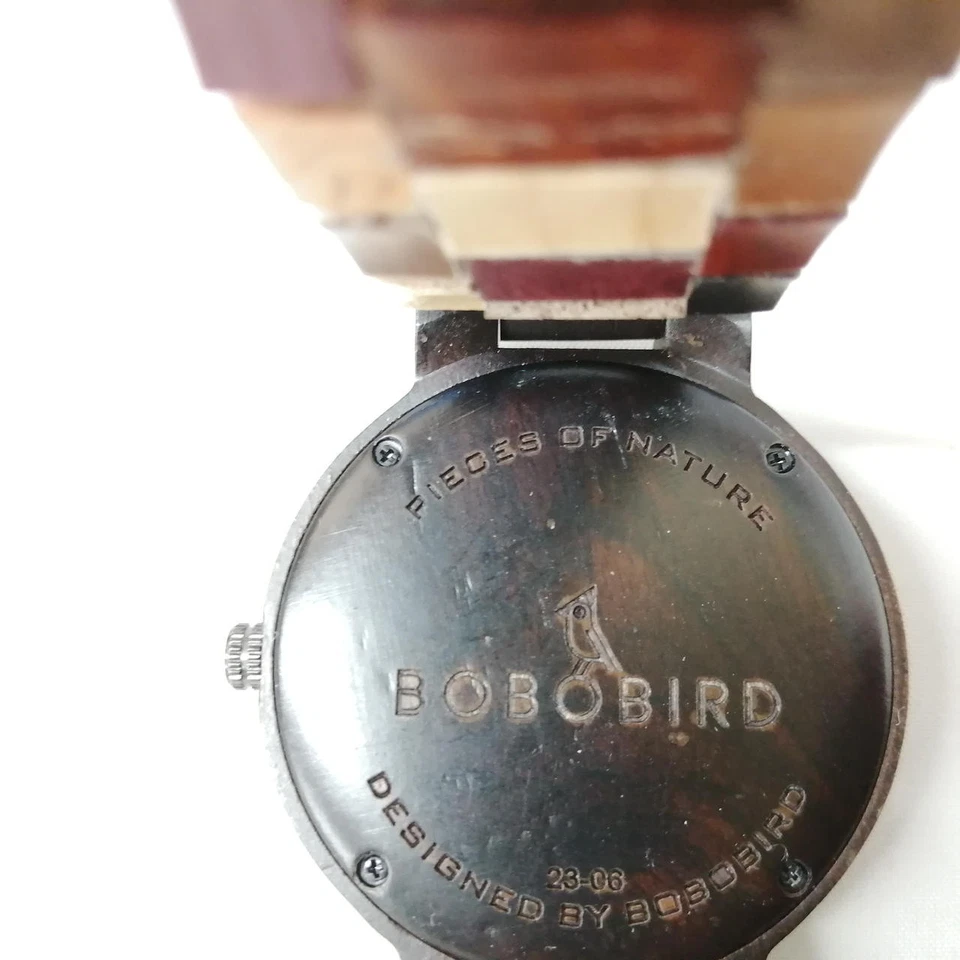 PIECES OF NATURE
BOBOBIRD
23-06
DESIGNED BY BOBOBIRD